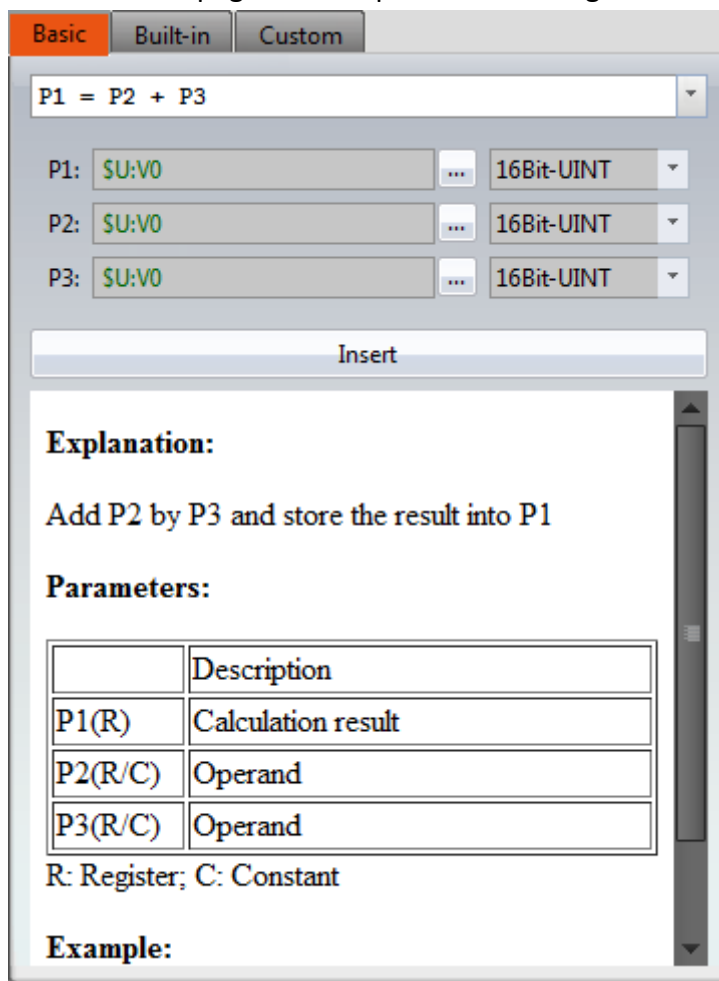 Basic Built-in Custom
P1 = P2 + P3
P1: $U:V0 ... 16Bit-UINT
P2: $U:V0 ... 16Bit-UINT
P3: $U:V0 ... 16Bit-UINT
Insert
Explanation:
Add P2 by P3 and store the result into P1
Parameters:
Description
P1(R) Calculation result
P2(R/C) Operand
P3(R/C) Operand
R: Register; C: Constant
Example: